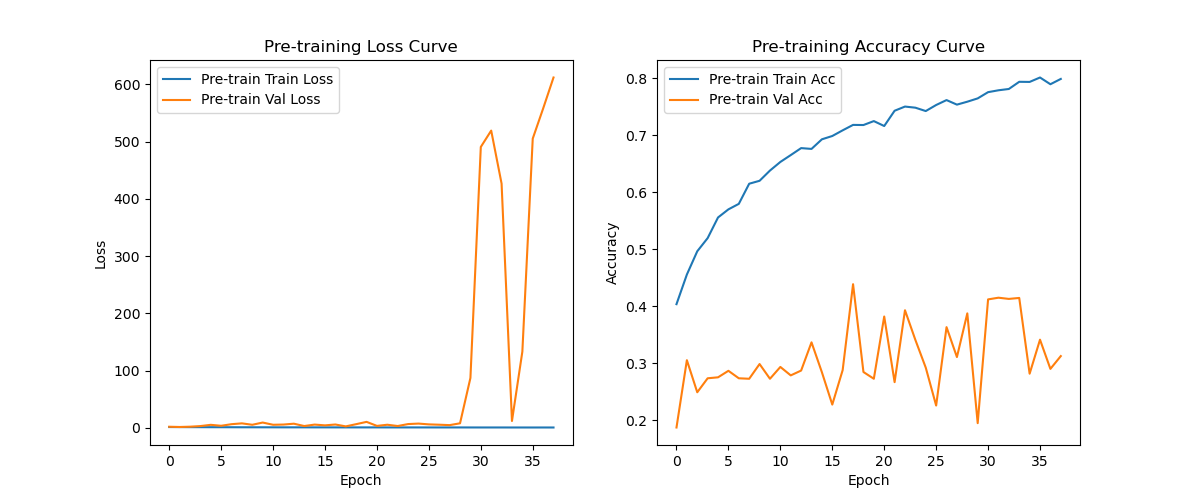 Pre-training Loss Curve
Pre-train Train Loss
Pre-train Val Loss
600
500
400
300
200
100
0
Loss
0 5 10 15 20 25 30 35
Epoch
Pre-training Accuracy Curve
Pre-train Train Acc
Pre-train Val Acc
0.8
0.7
0.6
0.5
0.4
0.3
0.2
Accuracy
0 5 10 15 20 25 30 35
Epoch